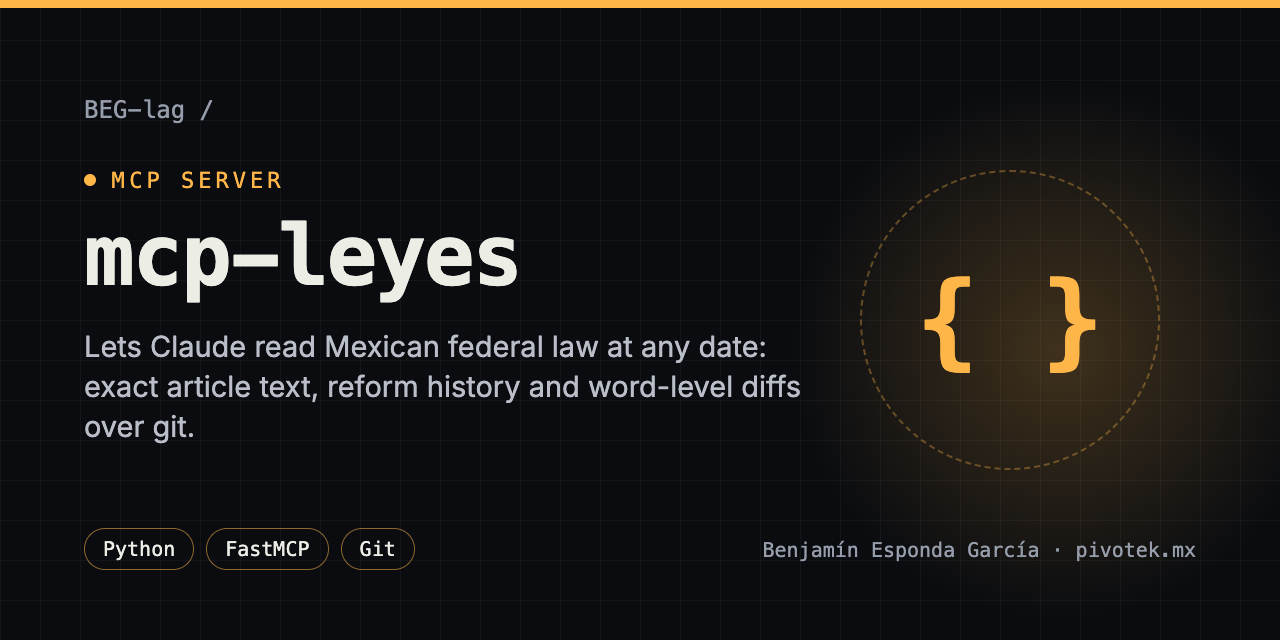 BEG-lag /
MCP SERVER
mcp-leyes
Lets Claude read Mexican federal law at any date:
exact article text, reform history and word-level diffs
over git.
{ }
Python FastMCP Git
Benjamín Esponda García · pivotek.mx